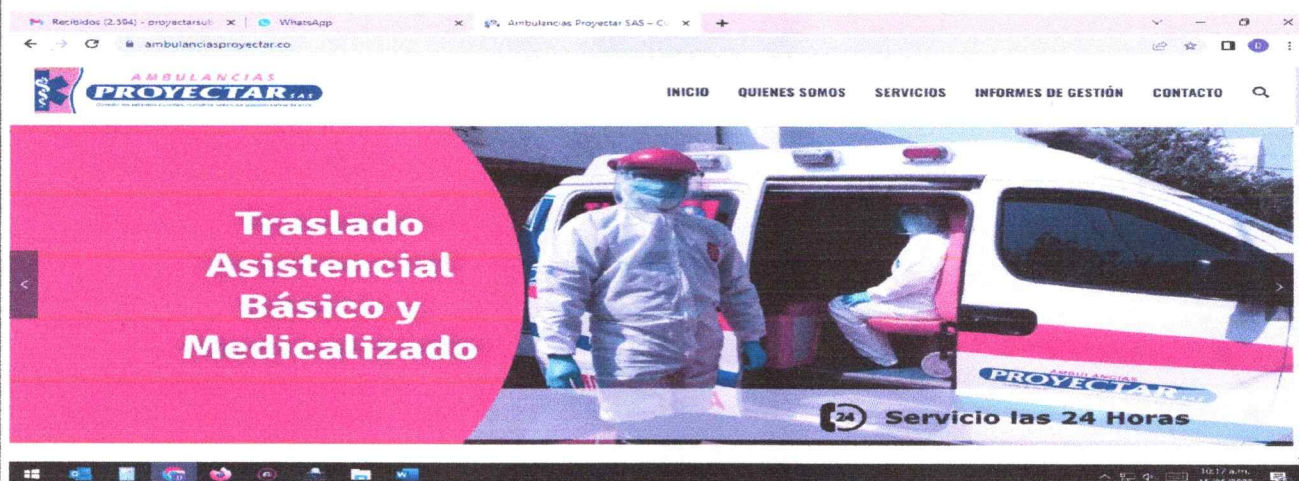 Recibidos (2.394) - proyectarsub
WhatsApp
Ambulancias Proyectar SAS – C
ambulanciasproyectar.co
AMBULANCIAS
PROYECTAR SAS
INICIO QUIENES SOMOS SERVICIOS INFORMES DE GESTIÓN CONTACTO
Traslado
Asistencial
Básico y
Medicalizado
AMBULANCIAS
PROYECTAR
24 Servicio las 24 Horas
10:17 a.m.